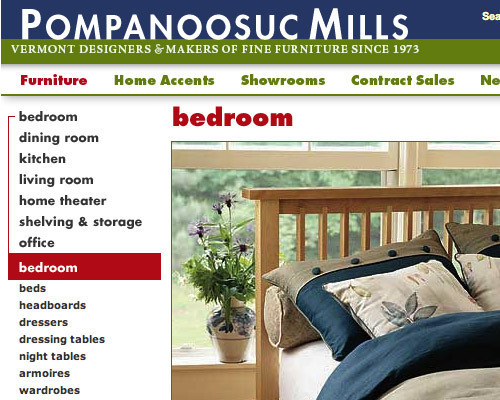 POMPANOOSUC MILLS
Sea
VERMONT DESIGNERS & MAKERS OF FINE FURNITURE SINCE 1973
Furniture Home Accents Showrooms Contract Sales Ne
bedroom
dining room
kitchen
living room
home theater
shelving & storage
office
bedroom
beds
headboards
dressers
dressing tables
night tables
armoires
wardrobes
bedroom